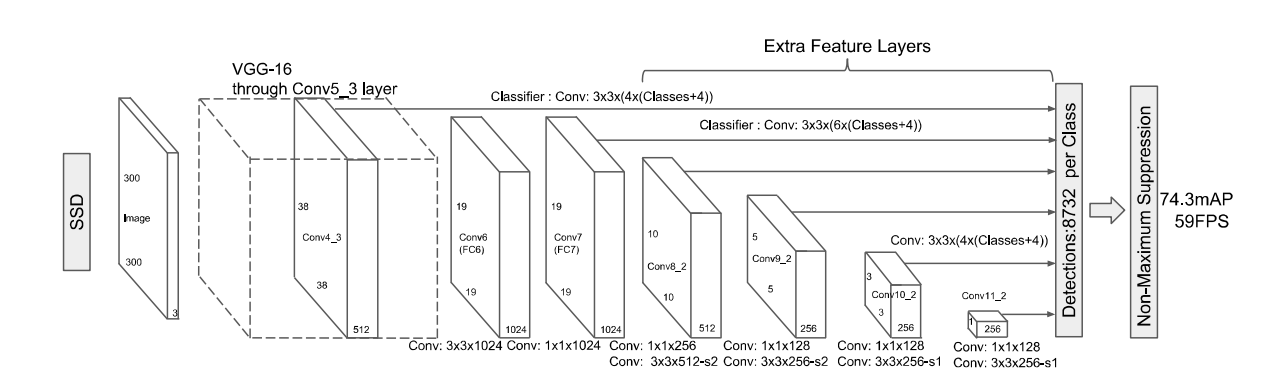 Extra Feature Layers
VGG-16
through Conv5_3 layer
Classifier : Conv: 3x3x(4x(Classes+4))
Classifier : Conv: 3x3x(6x(Classes+4))
SSD
300
Image
300
3
38
Conv4_3
38
512
19
Conv6
(FC6)
19
1024
19
Conv7
(FC7)
19
1024
10
Conv8_2
10
512
5
Conv9_2
5
256
Conv: 3x3x(4x(Classes+4))
3
Conv10_2
3
256
Conv11_2
1
256
Detections:8732 per Class
Non-Maximum Suppression
74.3mAP
59FPS
Conv: 3x3x1024
Conv: 1x1x1024
Conv: 1x1x256
Conv: 3x3x512-s2
Conv: 1x1x128
Conv: 3x3x256-s2
Conv: 1x1x128
Conv: 3x3x256-s1
Conv: 1x1x128
Conv: 3x3x256-s1